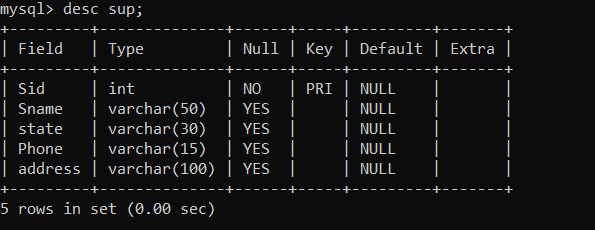 mysql> desc sup;
+---------+--------------+------+-----+---------+-------+
| Field   | Type         | Null | Key | Default | Extra |
+---------+--------------+------+-----+---------+-------+
| Sid     | int          | NO   | PRI | NULL    |       |
| Sname   | varchar(50)  | YES  |     | NULL    |       |
| state   | varchar(30)  | YES  |     | NULL    |       |
| Phone   | varchar(15)  | YES  |     | NULL    |       |
| address | varchar(100) | YES  |     | NULL    |       |
+---------+--------------+------+-----+---------+-------+
5 rows in set (0.00 sec)